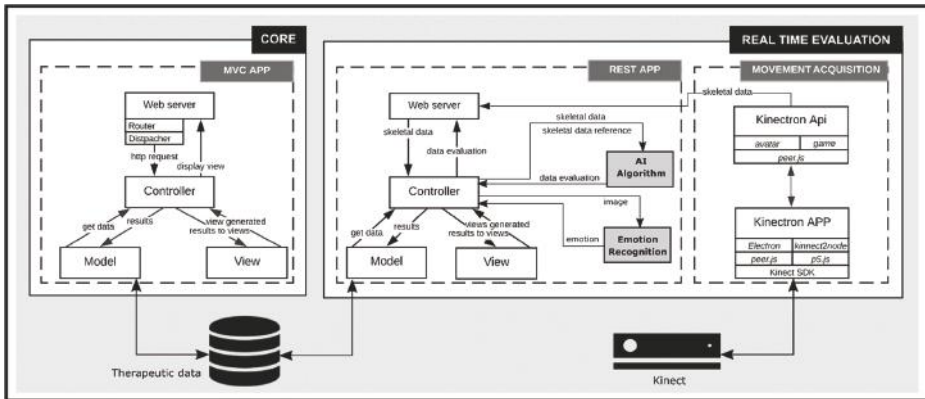 CORE
MVC APP
Web server
Router
Distpacher
http request
display view
Controller
get data
results
view generated
results to views
Model
View
REAL TIME EVALUATION
REST APP
Web server
skeletal data
data evaluation
Controller
get data
results
views generated
results to views
Model
View
skeletal data
skeletal data reference
AI
Algorithm
data evaluation
image
emotion
Emotion
Recognition
MOVEMENT ACQUISITION
skeletal data
Kinectron Api
avatar
game
peer.js
Kinectron APP
Electron
kinnect2node
peer.js
p5.js
Kinect SDK
Therapeutic data
Kinect